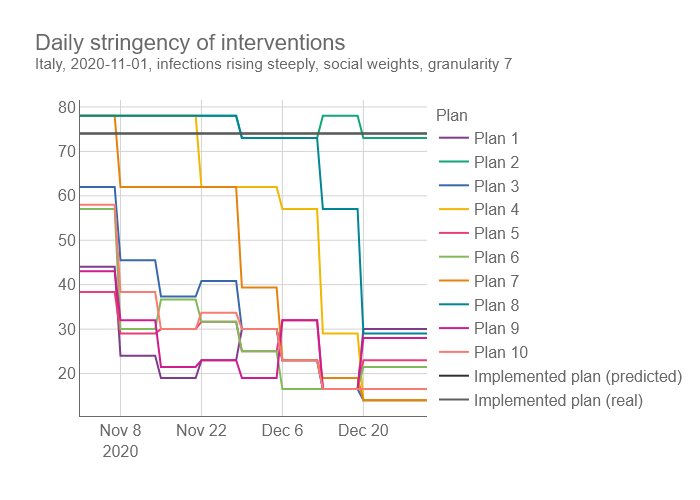 Daily stringency of interventions
Italy, 2020-11-01, infections rising steeply, social weights, granularity 7
80
70
60
50
40
30
20
Nov 8
2020
Nov 22
Dec 6
Dec 20
Plan
Plan 1
Plan 2
Plan 3
Plan 4
Plan 5
Plan 6
Plan 7
Plan 8
Plan 9
Plan 10
Implemented plan (predicted)
Implemented plan (real)